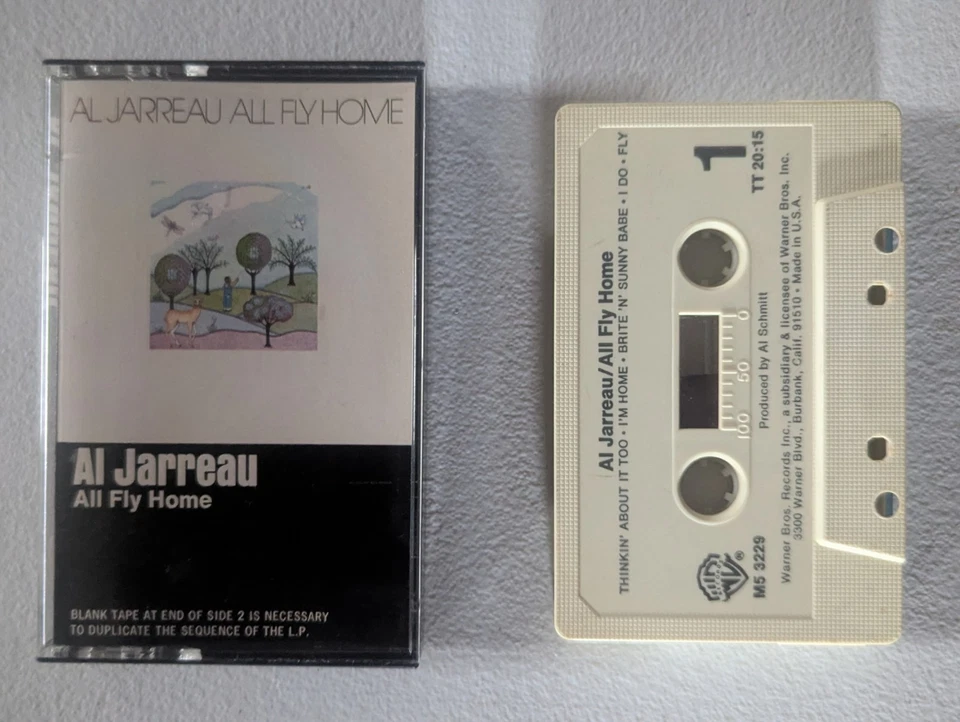 AL JARREAU ALL FLY HOME
Al Jarreau
All Fly Home
BLANK TAPE AT END OF SIDE 2 IS NECESSARY
TO DUPLICATE THE SEQUENCE OF THE L.P.
Al Jarreau/All Fly Home
THINKIN' ABOUT IT TOO • I'M HOME • BRITE 'N' SUNNY BABE • I DO • FLY
1
TT 20:15
100 50 0
Produced by Al Schmitt
WB®
M5 3229
Warner Bros. Records Inc., a subsidiary & licensee of Warner Bros. Inc.
3300 Warner Blvd., Burbank, Calif. 91510 • Made in U.S.A.